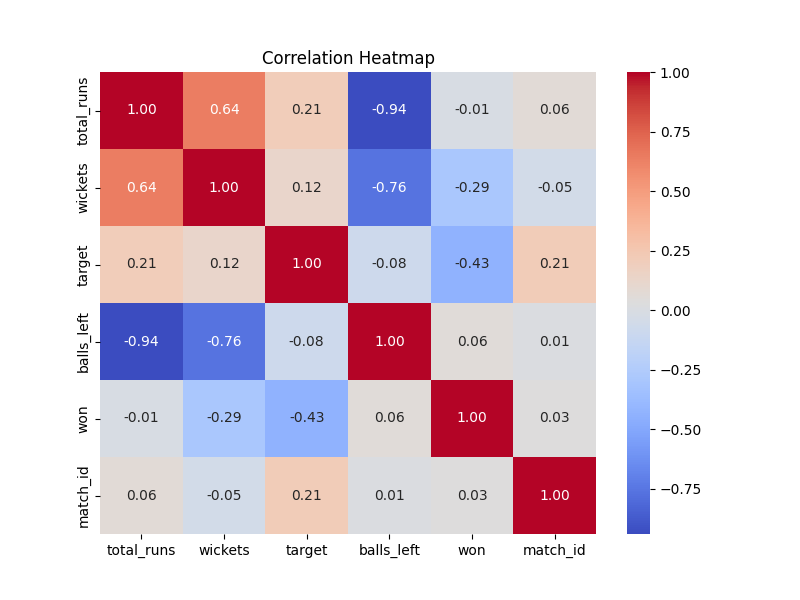 Correlation Heatmap
total_runs 1.00 0.64 0.21 -0.94 -0.01 0.06
wickets 0.64 1.00 0.12 -0.76 -0.29 -0.05
target 0.21 0.12 1.00 -0.08 -0.43 0.21
balls_left -0.94 -0.76 -0.08 1.00 0.06 0.01
won -0.01 -0.29 -0.43 0.06 1.00 0.03
match_id 0.06 -0.05 0.21 0.01 0.03 1.00
total_runs wickets target balls_left won match_id
1.00
0.75
0.50
0.25
0.00
−0.25
−0.50
−0.75